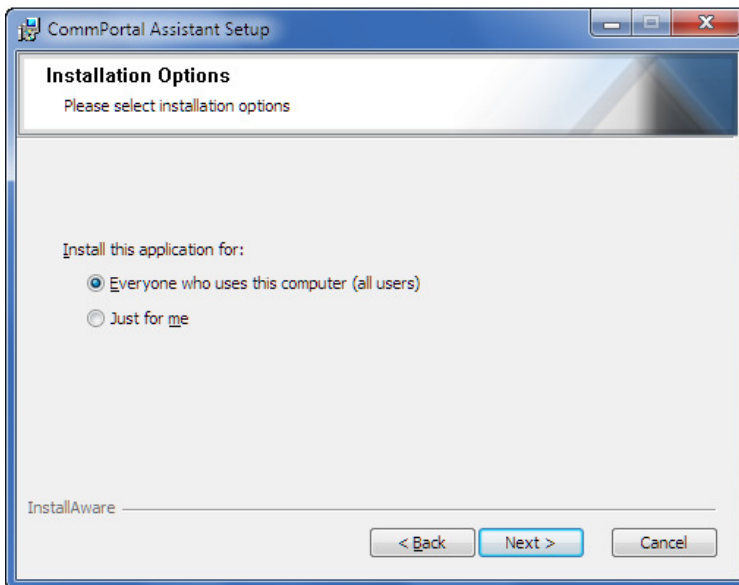 CommPortal Assistant Setup
Installation Options
Please select installation options
Install this application for:
Everyone who uses this computer (all users)
Just for me
InstallAware
< Back
Next >
Cancel